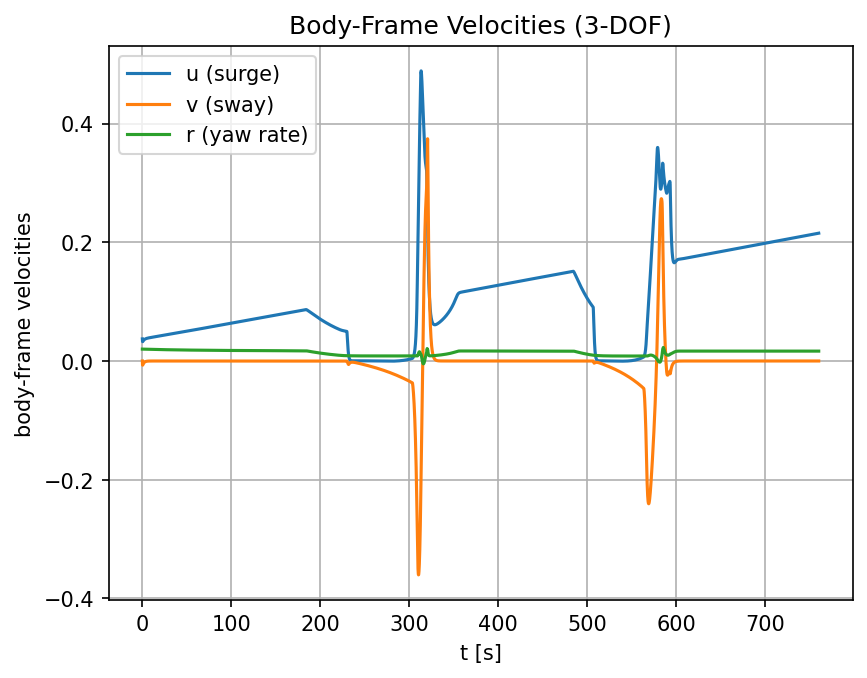 Body-Frame Velocities (3-DOF)
u (surge)
v (sway)
r (yaw rate)
body-frame velocities
0.4
0.2
0.0
−0.2
−0.4
0 100 200 300 400 500 600 700
t [s]